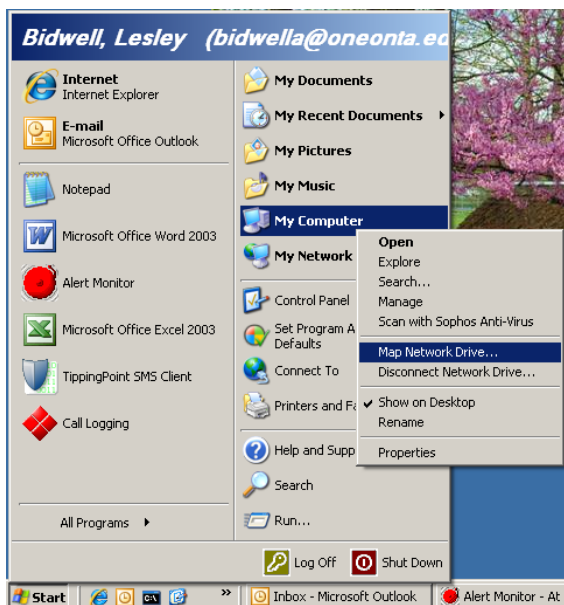 Bidwell, Lesley (bidwella@oneonta.ed
Internet
Internet Explorer
E-mail
Microsoft Office Outlook
Notepad
Microsoft Office Word 2003
Alert Monitor
Microsoft Office Excel 2003
TippingPoint SMS Client
Call Logging
All Programs
My Documents
My Recent Documents
My Pictures
My Music
My Computer
My Network
Control Panel
Set Program A
Defaults
Connect To
Printers and Fa
Help and Supp
Search
Run...
Open
Explore
Search...
Manage
Scan with Sophos Anti-Virus
Map Network Drive...
Disconnect Network Drive...
Show on Desktop
Rename
Properties
Log Off
Shut Down
Start
Inbox - Microsoft Outlook
Alert Monitor - At